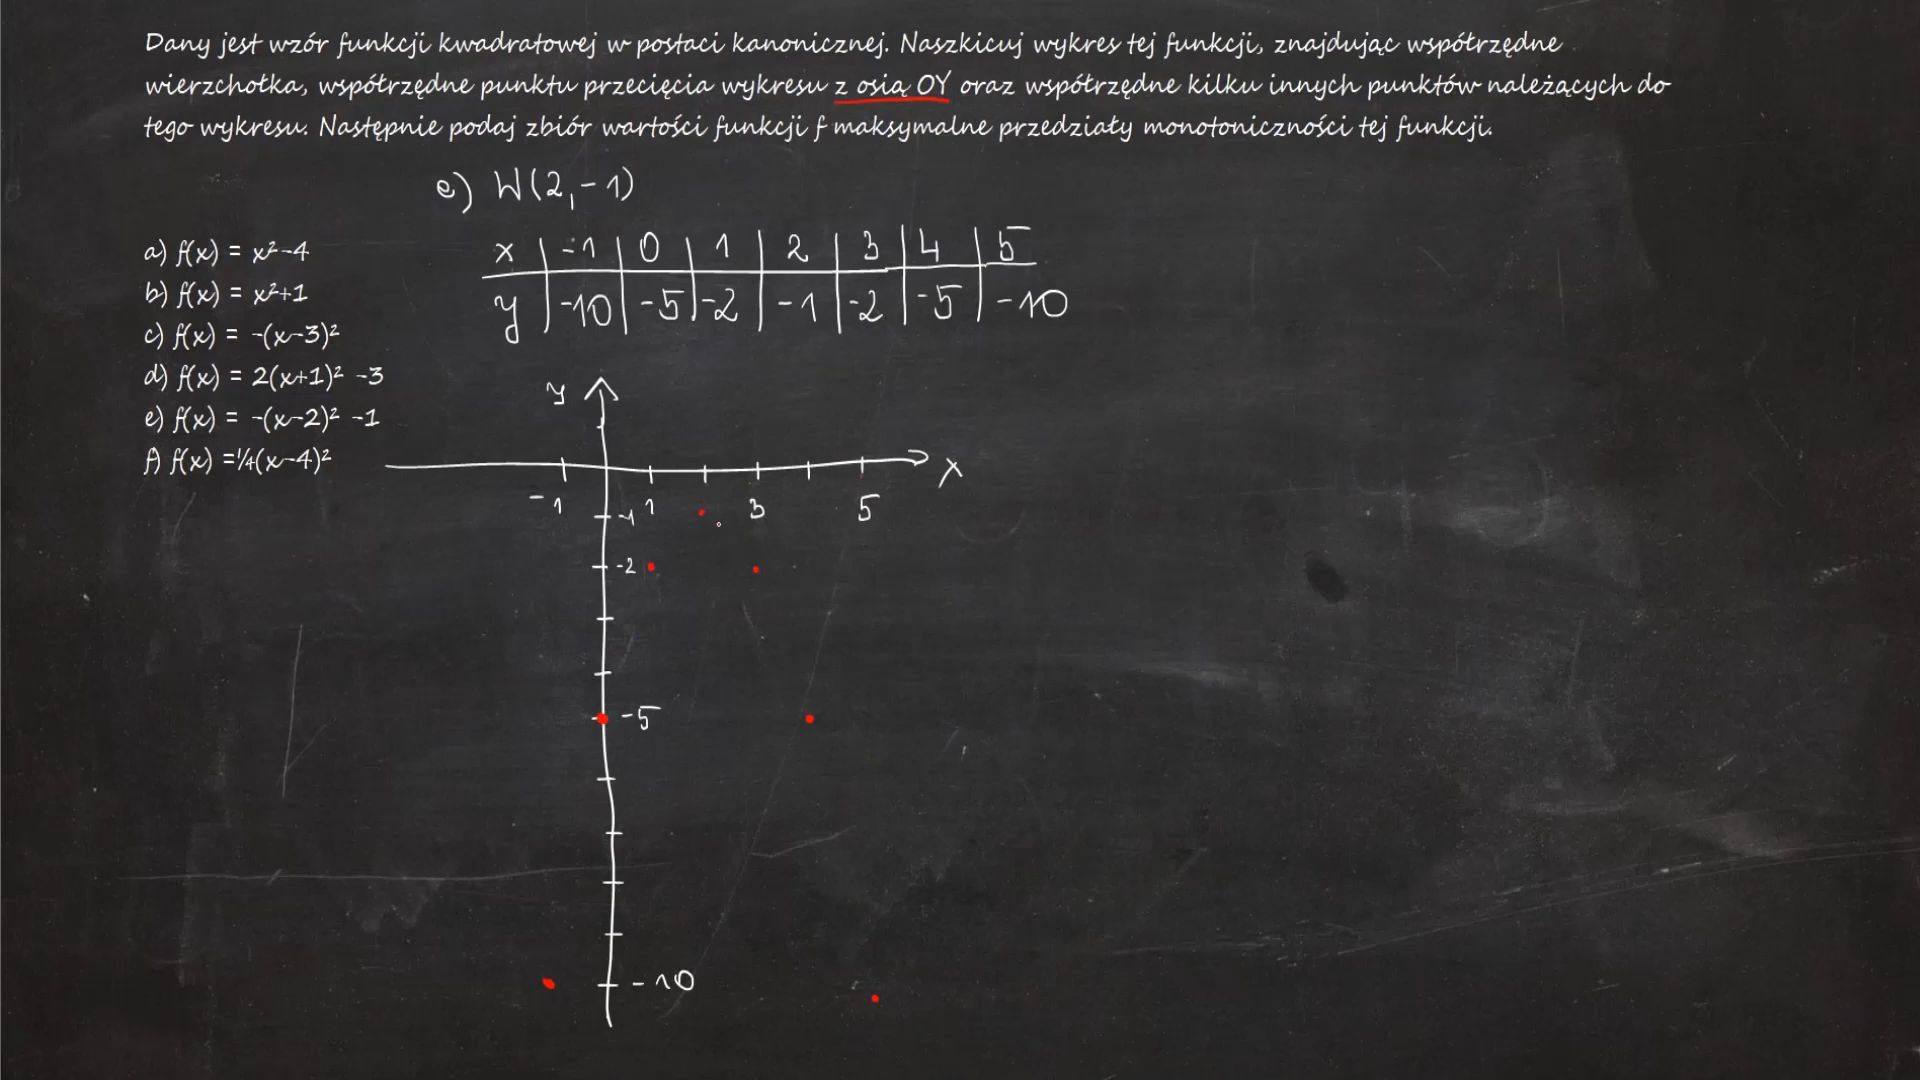 Dany jest wzór funkcji kwadratowej w postaci kanonicznej. Naszkicuj wykres tej funkcji, znajdując współrzędne
wierzchołka, współrzędne punktu przecięcia wykresu z osią OY oraz współrzędne kilku innych punktów należących do
tego wykresu. Następnie podaj zbiór wartości funkcji f maksymalne przedziały monotoniczności tej funkcji.
e) W(2,-1)
a) f(x) = x²-4
b) f(x) = x²+1
c) f(x) = -(x-3)²
d) f(x) = 2(x+1)² -3
e) f(x) = -(x-2)² -1
f) f(x) =¼(x-4)²
x | -1 | 0 | 1 | 2 | 3 | 4 | 5
y | -10 | -5 | -2 | -1 | -2 | -5 | -10
y
x
-1 1 3 5
-1
-2
-5
-10